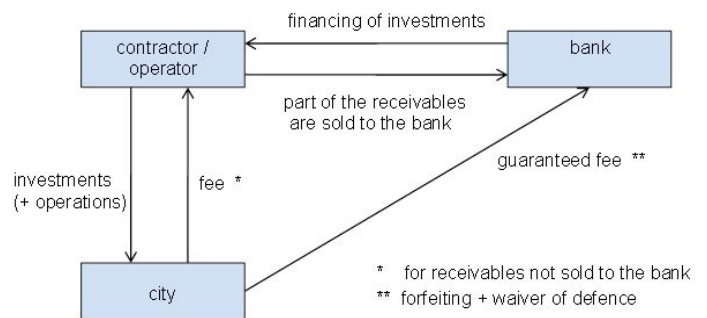 financing of investments
contractor /
operator
bank
part of the receivables
are sold to the bank
guaranteed fee **
investments
(+ operations)
fee *
city
* for receivables not sold to the bank
** forfeiting + waiver of defence